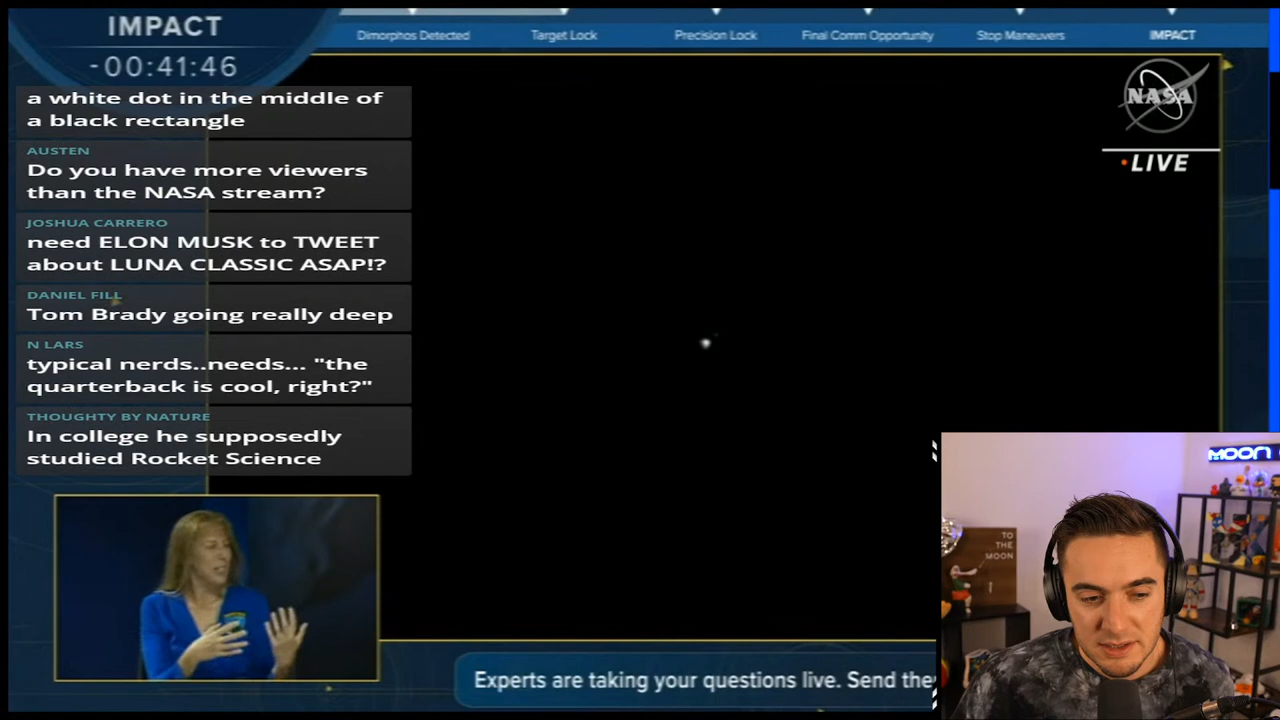 IMPACT
-00:41:46
Dimorphos Detected
Target Lock
Precision Lock
Final Comm Opportunity
Stop Maneuvers
IMPACT
NASA
LIVE
a white dot in the middle of
a black rectangle
AUSTEN
Do you have more viewers
than the NASA stream?
JOSHUA CARRERO
need ELON MUSK to TWEET
about LUNA CLASSIC ASAP!?
DANIEL FILL
Tom Brady going really deep
N LARS
typical nerds..needs... "the
quarterback is cool, right?"
THOUGHTY BY NATURE
In college he supposedly
studied Rocket Science
MOON
TO
THE
MOON
Experts are taking your questions live. Send the